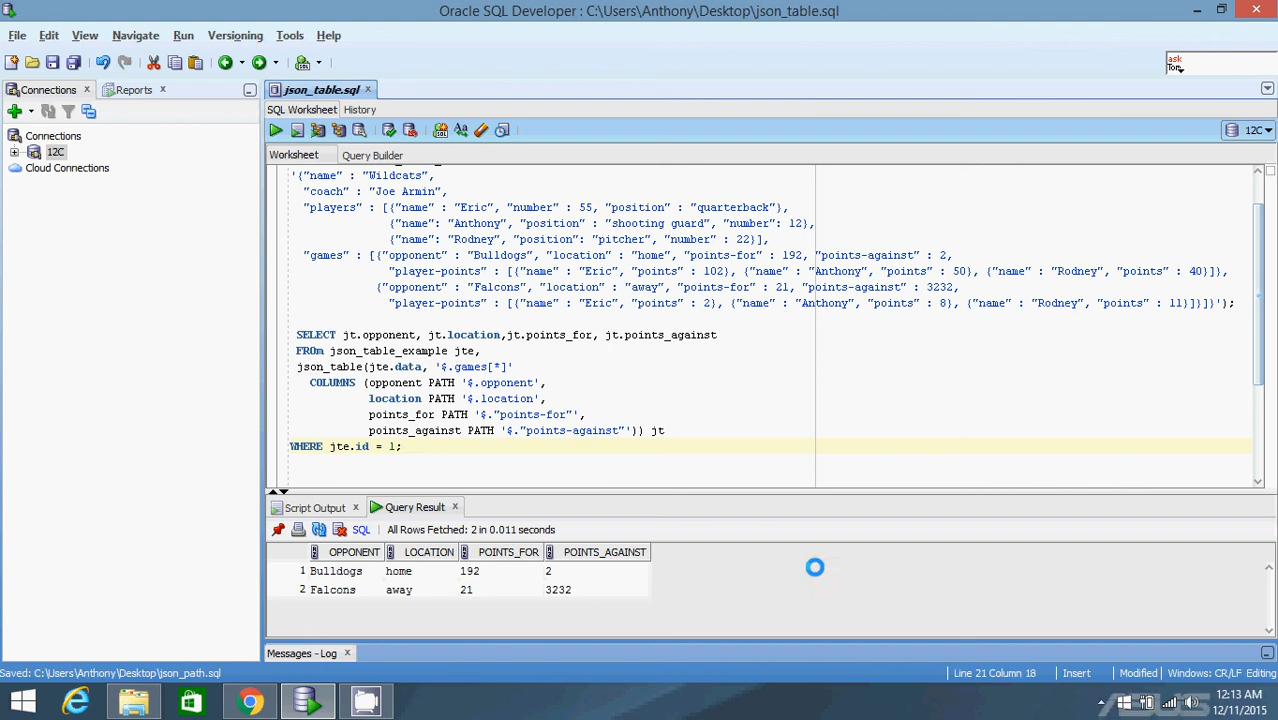 Oracle SQL Developer : C:\Users\Anthony\Desktop\json_table.sql
File Edit View Navigate Run Versioning Tools Help
ask
Tom
Connections Reports json_table.sql
SQL Worksheet History
12C
Worksheet Query Builder
Connections
12C
Cloud Connections
'{"name" : "Wildcats",
"coach" : "Joe Armin",
"players" : [{"name" : "Eric", "number" : 55, "position" : "quarterback"},
{"name": "Anthony", "position" : "shooting guard", "number": 12},
{"name": "Rodney", "position": "pitcher", "number" : 22}],
"games" : [{"opponent" : "Bulldogs", "location" : "home", "points-for" : 192, "points-against" : 2,
"player-points" : [{"name" : "Eric", "points" : 102}, {"name" : "Anthony", "points" : 50}, {"name" : "Rodney", "points" : 40}]},
{"opponent" : "Falcons", "location" : "away", "points-for" : 21, "points-against" : 3232,
"player-points" : [{"name" : "Eric", "points" : 2}, {"name" : "Anthony", "points" : 8}, {"name" : "Rodney", "points" : 11}]}]}');
SELECT jt.opponent, jt.location,jt.points_for, jt.points_against
FROm json_table_example jte,
json_table(jte.data, '$.games[*]'
COLUMNS (opponent PATH '$.opponent',
location PATH '$.location',
points_for PATH '$."points-for"',
points_against PATH '$."points-against"')) jt
WHERE jte.id = 1;
Script Output Query Result
SQL All Rows Fetched: 2 in 0.011 seconds
OPPONENT LOCATION POINTS_FOR POINTS_AGAINST
1 Bulldogs home 192 2
2 Falcons away 21 3232
Messages - Log
Saved: C:\Users\Anthony\Desktop\json_path.sql Line 21 Column 18 Insert Modified Windows: CR/LF Editing
ASUS
12:13 AM
12/11/2015